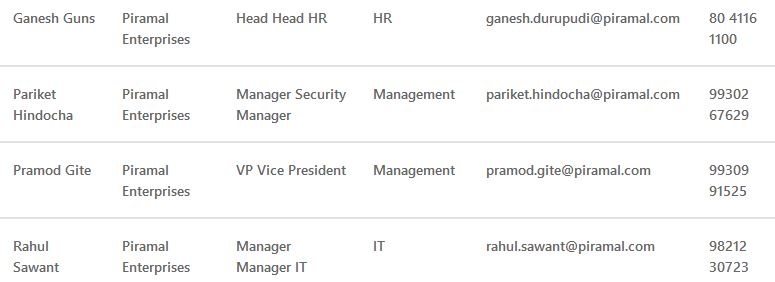 Ganesh Guns Piramal Head Head HR HR ganesh.durupudi@piramal.com 80 4116
Enterprises 1100
Pariket Piramal Manager Security Management pariket.hindocha@piramal.com 99302
Hindocha Enterprises Manager 67629
Pramod Gite Piramal VP Vice President Management pramod.gite@piramal.com 99309
Enterprises 91525
Rahul Piramal Manager IT rahul.sawant@piramal.com 98212
Sawant Enterprises Manager IT 30723